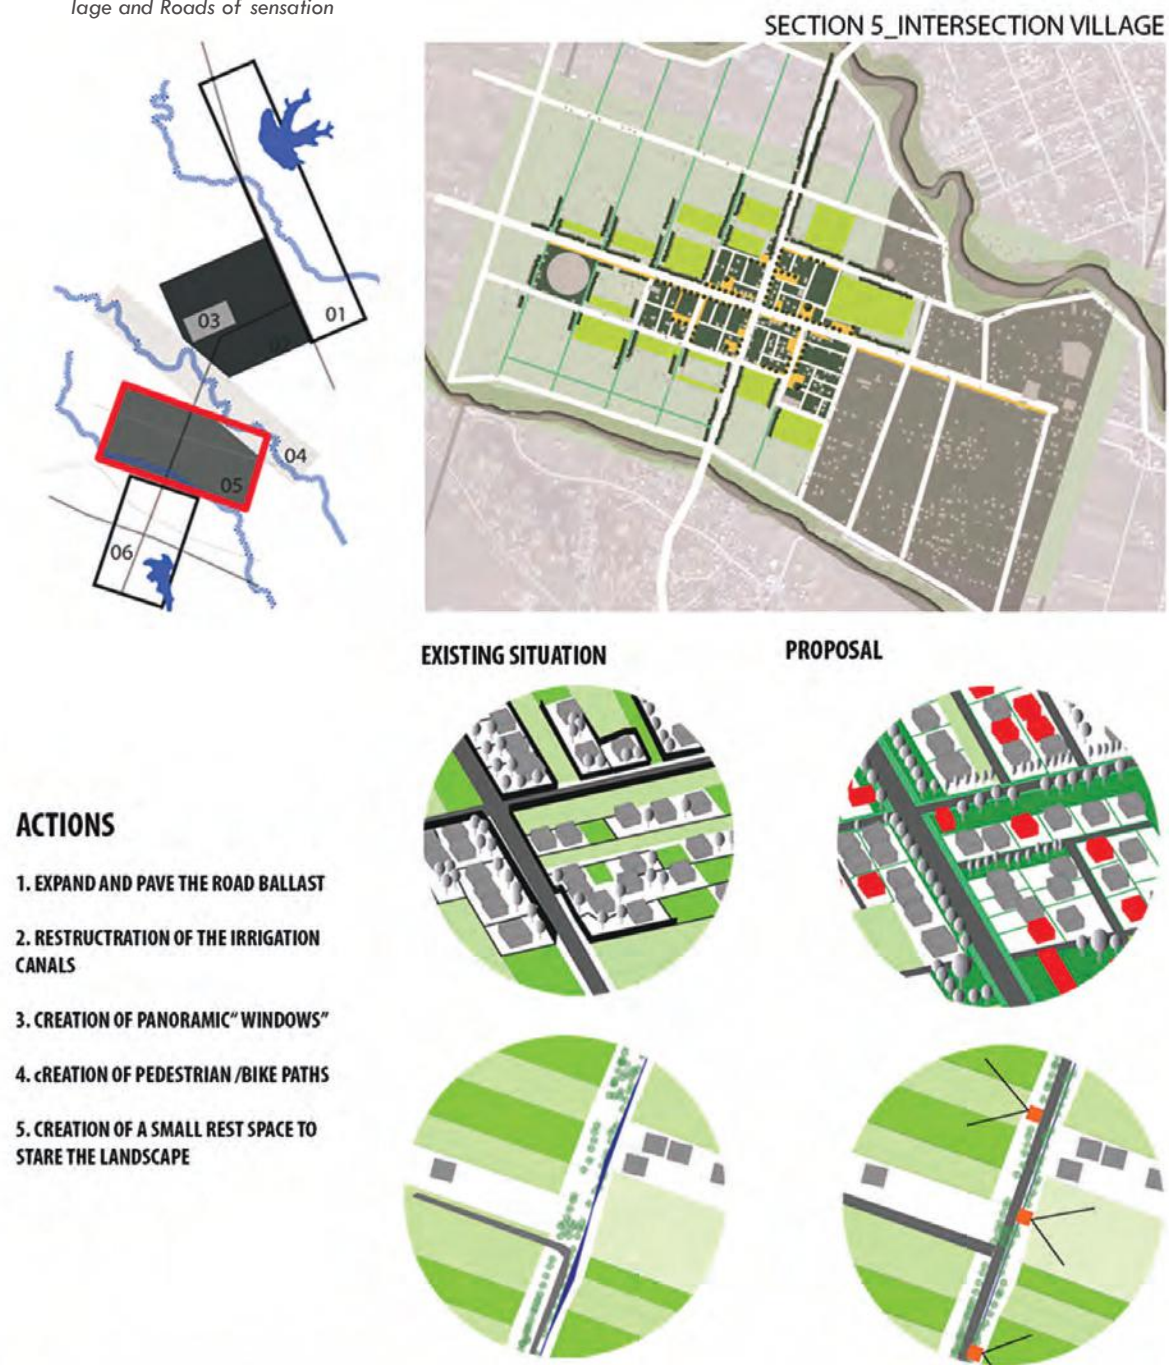 lage and Roads of sensation
SECTION 5_INTERSECTION VILLAGE
01
03
02
04
05
06
EXISTING SITUATION
PROPOSAL
ACTIONS
1. EXPAND AND PAVE THE ROAD BALLAST
2. RESTRUCTRATION OF THE IRRIGATION
CANALS
3. CREATION OF PANORAMIC“ WINDOWS”
4. cREATION OF PEDESTRIAN /BIKE PATHS
5. CREATION OF A SMALL REST SPACE TO
STARE THE LANDSCAPE